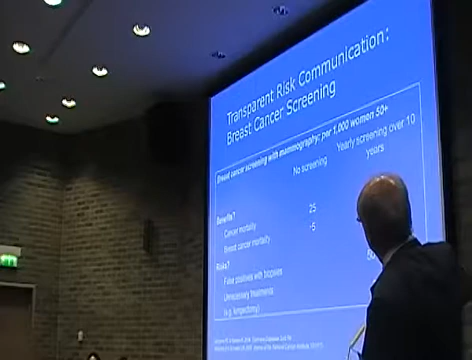 Transparent Risk Communication:
Breast Cancer Screening
Breast cancer screening with mammography: per 1,000 women 50+
No screening
Yearly screening over 10
years
Benefits?
Cancer mortality
25
Breast cancer mortality
-5
Risks?
False positives with biopsies
Unnecessary treatments
(e.g. lumpectomy)